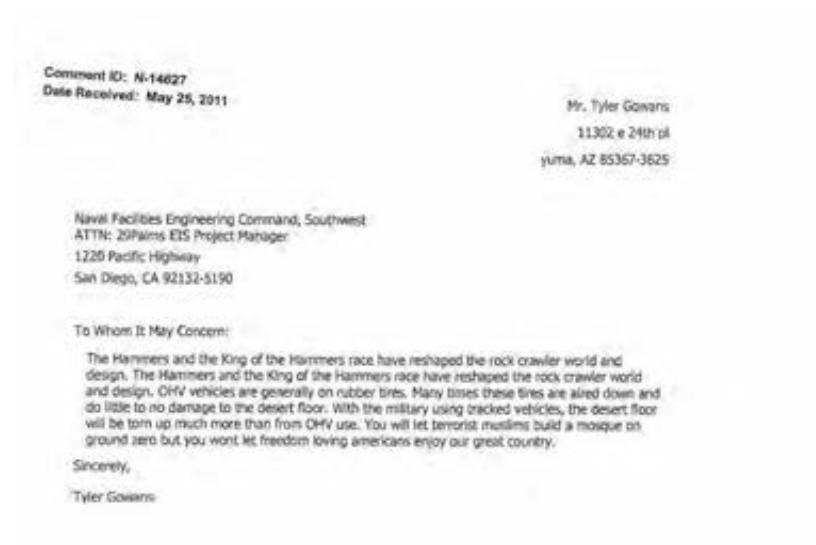 Comment ID: N-14627
Date Received: May 25, 2011
Mr. Tyler Gowans
11302 e 24th pl
yuma, AZ 85367-3625
Naval Facilities Engineering Command, Southwest
ATTN: 29Palms EIS Project Manager
1220 Pacific Highway
San Diego, CA 92132-5190
To Whom It May Concern:
The Hammers and the King of the Hammers race have reshaped the rock crawler world and
design. The Hammers and the King of the Hammers race have reshaped the rock crawler world
and design. OHV vehicles are generally on rubber tires. Many times these tires are aired down and
do little to no damage to the desert floor. With the military using tracked vehicles, the desert floor
will be torn up much more than from OHV use. You will let terrorist muslims build a mosque on
ground zero but you wont let freedom loving americans enjoy our great country.
Sincerely,
Tyler Gowans